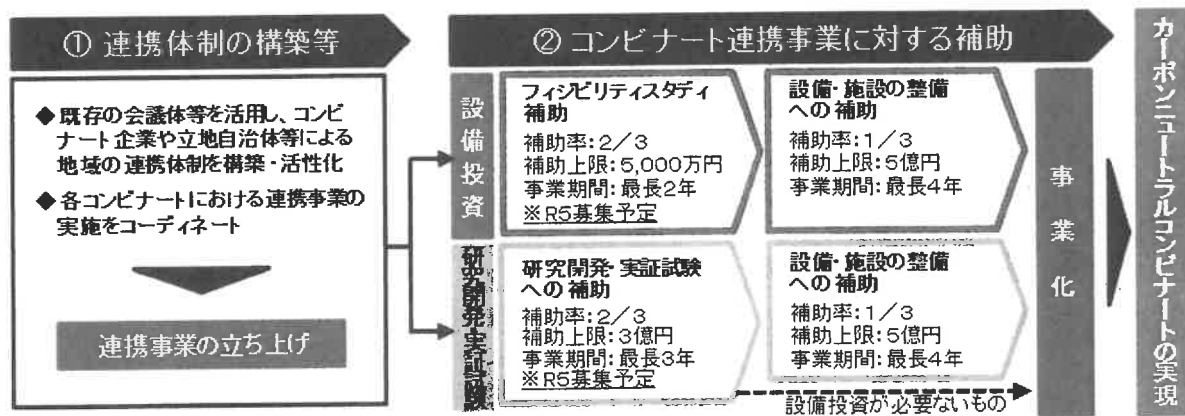 ① 連携体制の構築等
◆既存の会議体等を活用し、コンビ
ナート企業や立地自治体等による
地域の連携体制を構築・活性化
◆各コンビナートにおける連携事業の
実施をコーディネート
連携事業の立ち上げ
② コンビナート連携事業に対する補助
設備投資
フィジビリティスタディ
補助
補助率:2/3
補助上限:5,000万円
事業期間:最長2年
※R5募集予定
設備・施設の整備
への補助
補助率:1/3
補助上限:5億円
事業期間:最長4年
研究開発・実証試験
研究開発・実証試験
への補助
補助率:2/3
補助上限:3億円
事業期間:最長3年
※R5募集予定
設備・施設の整備
への補助
補助率:1/3
補助上限:5億円
事業期間:最長4年
設備投資が必要ないもの
事業化
カーボンニュートラルコンビナートの実現